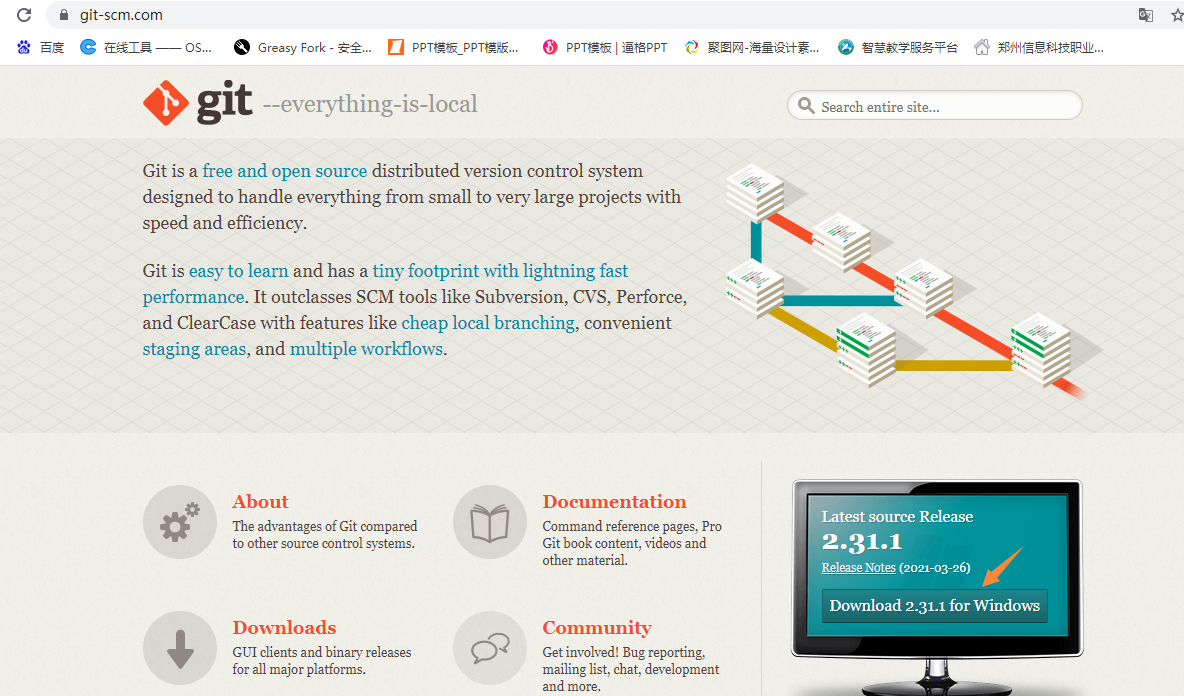 git-scm.com
百度
在线工具 —— OS...
Greasy Fork - 安全...
PPT模板_PPT模版...
PPT模板 | 逼格PPT
聚图网-海量设计素...
智慧教学服务平台
郑州信息科技职业...
git --everything-is-local
Search entire site...
Git is a free and open source distributed version control system
designed to handle everything from small to very large projects with
speed and efficiency.
Git is easy to learn and has a tiny footprint with lightning fast
performance. It outclasses SCM tools like Subversion, CVS, Perforce,
and ClearCase with features like cheap local branching, convenient
staging areas, and multiple workflows.
About
The advantages of Git compared
to other source control systems.
Documentation
Command reference pages, Pro
Git book content, videos and
other material.
Downloads
GUI clients and binary releases
for all major platforms.
Community
Get involved! Bug reporting,
mailing list, chat, development
and more.
Latest source Release
2.31.1
Release Notes (2021-03-26)
Download 2.31.1 for Windows